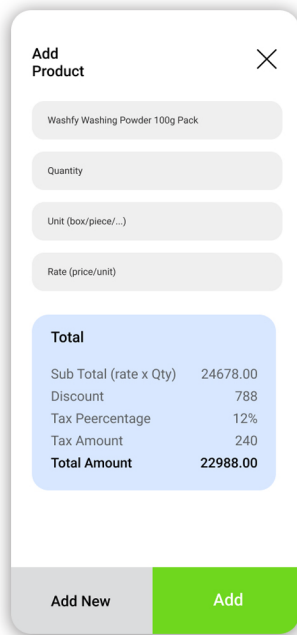 Add
Product
Washfy Washing Powder 100g Pack
Quantity
Unit (box/piece/...)
Rate (price/unit)
Total
Sub Total (rate x Qty) 24678.00
Discount 788
Tax Peercentage 12%
Tax Amount 240
Total Amount 22988.00
Add New Add